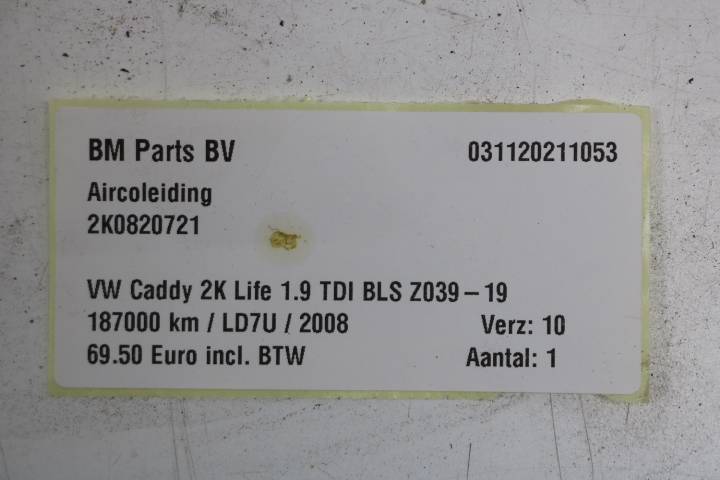 BM Parts BV 031120211053
Aircoleiding
2K0820721
VW Caddy 2K Life 1.9 TDI BLS Z039-19
187000 km / LD7U / 2008 Verz: 10
69.50 Euro incl. BTW Aantal: 1